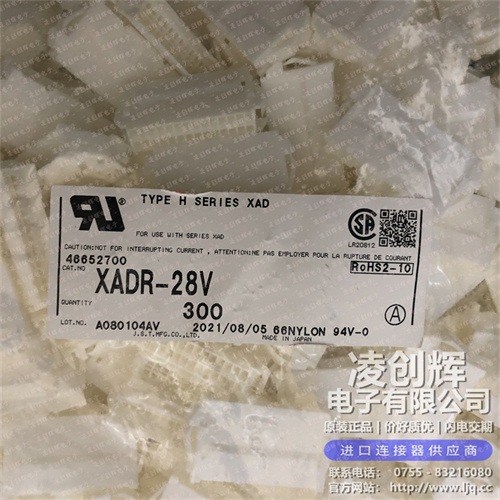 TYPE H SERIES XAD
FOR USE WITH SERIES XAD
LR20812
CAUTION:NOT FOR INTERRUPTING CURRENT , ATTENTION:NE PAS EMPLOYER POUR LA RUPTURE DE COURANT
46652700
RoHS2-10
CAT.NO
XADR-28V
QUANTITY
300
A
LOT.NO.
A080104AV
2021/08/05 66NYLON 94V-0
J.S.T.MFG.CO.,LTD.
MADE IN JAPAN
凌创辉
电子有限公司
原装正品 | 价好质优 | 闪电交期
进口连接器供应商
联系电话: 0755 - 83216080
官方网站: http://www.ljq.cc